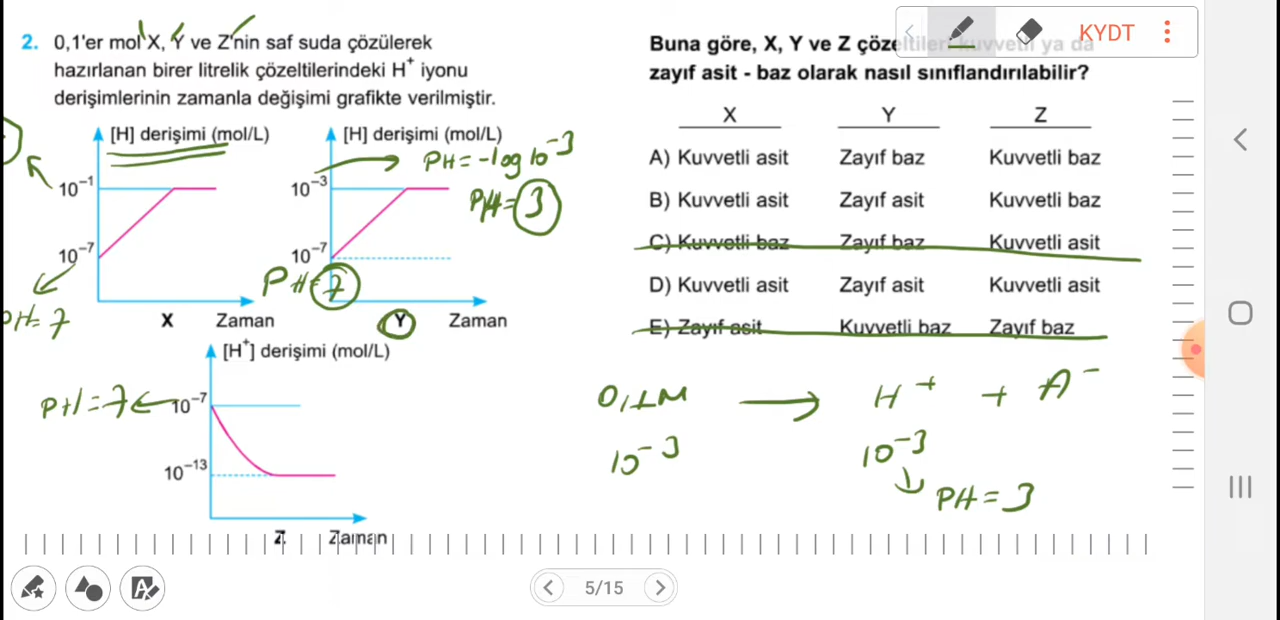 2. 0,1'er mol X, Y ve Z'nin saf suda çözülerek
hazırlanan birer litrelik çözeltilerindeki H⁺ iyonu
derişimlerinin zamanla değişimi grafikte verilmiştir.
[H] derişimi (mol/L)
10⁻¹
10⁻⁷
pH=7
X Zaman
[H] derişimi (mol/L)
PH=-log10⁻³
10⁻³
PH=3
10⁻⁷
PH=7
Y Zaman
[H⁺] derişimi (mol/L)
PH=7
10⁻⁷
10⁻¹³
Z Zaman
Buna göre, X, Y ve Z çözeltileri kuvvetli ya da
zayıf asit - baz olarak nasıl sınıflandırılabilir?
X Y Z
A) Kuvvetli asit Zayıf baz Kuvvetli baz
B) Kuvvetli asit Zayıf asit Kuvvetli baz
C) Kuvvetli baz Zayıf baz Kuvvetli asit
D) Kuvvetli asit Zayıf asit Kuvvetli asit
E) Zayıf asit Kuvvetli baz Zayıf baz
0,1M → H⁺ + A⁻
10⁻³ 10⁻³
PH=3
KYDT
5/15